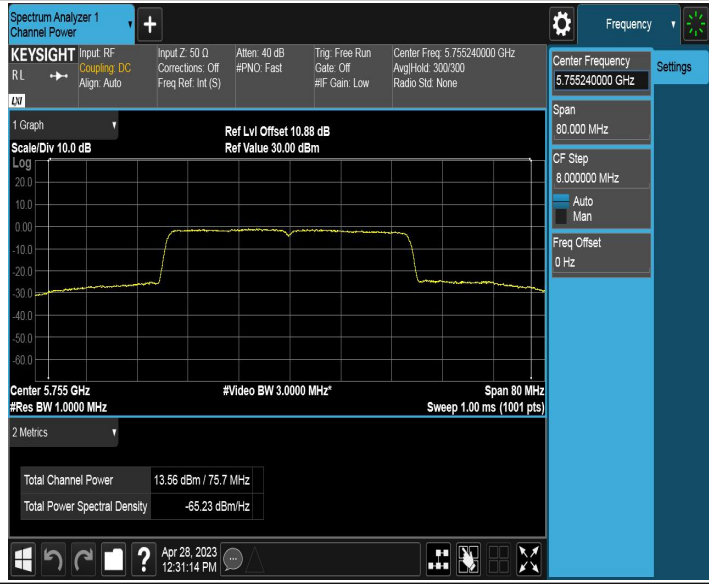 Spectrum Analyzer 1
Channel Power
Frequency
KEYSIGHT
RL
LXI
Input: RF
Coupling: DC
Align: Auto
Input Z: 50 Ω
Corrections: Off
Freq Ref: Int (S)
Atten: 40 dB
#PNO: Fast
Trig: Free Run
Gate: Off
#IF Gain: Low
Center Freq: 5.755240000 GHz
Avg|Hold: 300/300
Radio Std: None
Center Frequency
5.755240000 GHz
Settings
Span
80.000 MHz
CF Step
8.000000 MHz
Auto
Man
Freq Offset
0 Hz
1 Graph
Scale/Div 10.0 dB
Ref Lvl Offset 10.88 dB
Ref Value 30.00 dBm
Log
20.0
10.0
0.00
-10.0
-20.0
-30.0
-40.0
-50.0
-60.0
Center 5.755 GHz
#Video BW 3.0000 MHz*
Span 80 MHz
#Res BW 1.0000 MHz
Sweep 1.00 ms (1001 pts)
2 Metrics
Total Channel Power
13.56 dBm / 75.7 MHz
Total Power Spectral Density
-65.23 dBm/Hz
?
Apr 28, 2023
12:31:14 PM